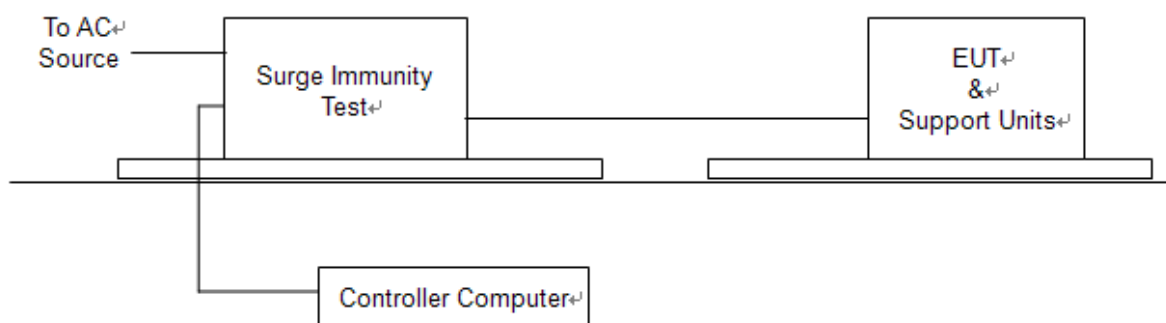 To AC↵
Source
Surge Immunity
Test↵
EUT↵
&↵
Support Units↵
Controller Computer↵